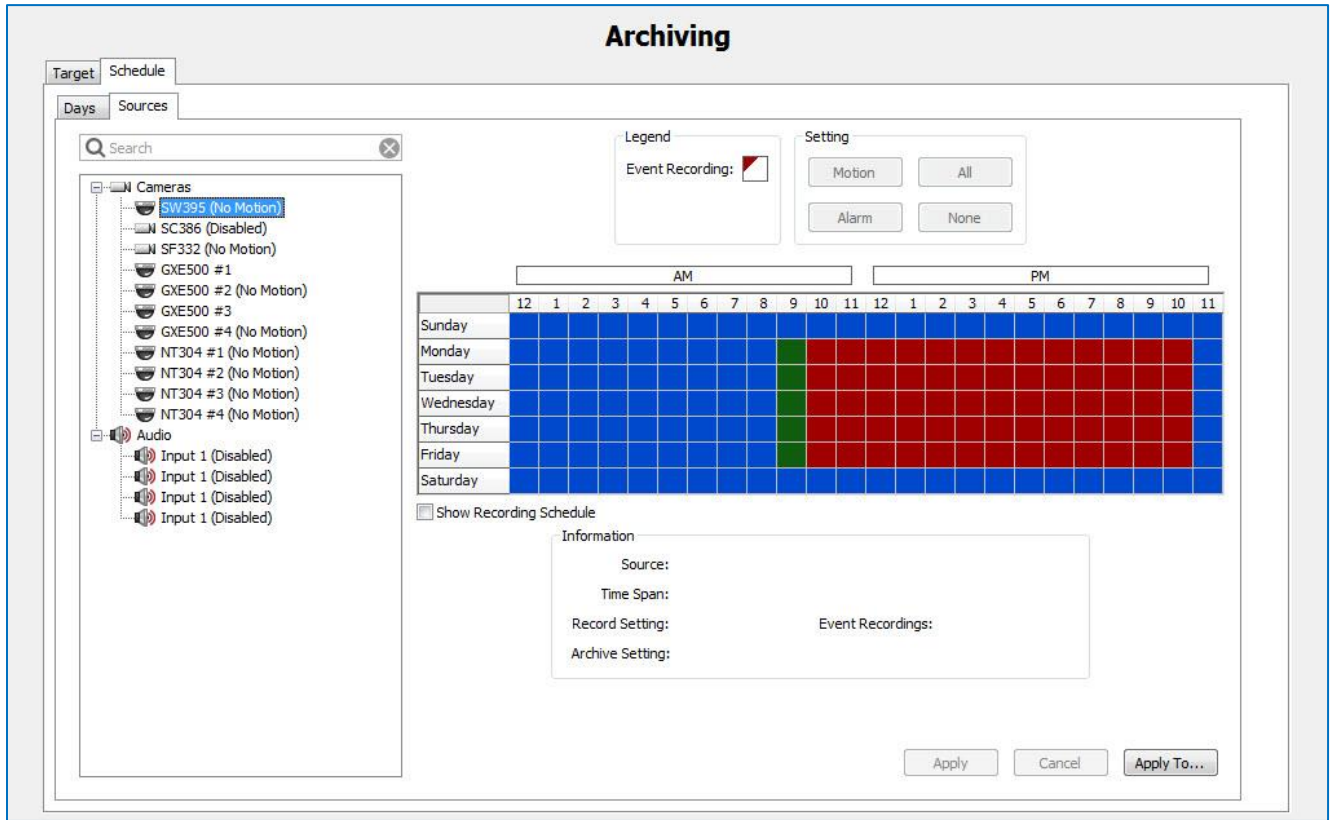 Archiving
Target Schedule
Days Sources
Search
Cameras
SW395 (No Motion)
SC386 (Disabled)
SF332 (No Motion)
GXE500 #1
GXE500 #2 (No Motion)
GXE500 #3
GXE500 #4 (No Motion)
NT304 #1 (No Motion)
NT304 #2 (No Motion)
NT304 #3 (No Motion)
NT304 #4 (No Motion)
Audio
Input 1 (Disabled)
Input 1 (Disabled)
Input 1 (Disabled)
Input 1 (Disabled)
Legend
Event Recording:
Setting
Motion All
Alarm None
AM PM
12 1 2 3 4 5 6 7 8 9 10 11 12 1 2 3 4 5 6 7 8 9 10 11
Sunday
Monday
Tuesday
Wednesday
Thursday
Friday
Saturday
Show Recording Schedule
Information
Source:
Time Span:
Record Setting: Event Recordings:
Archive Setting:
Apply Cancel Apply To...